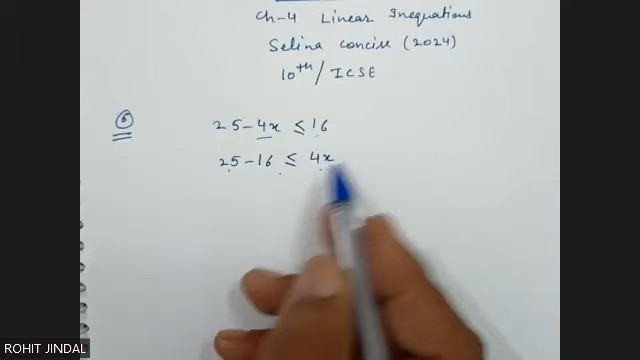 Ch-4 Linear Inequations
Selina concise (2024)
10th / ICSE
6 25-4x ≤ 16
25-16 ≤ 4x
ROHIT JINDAL